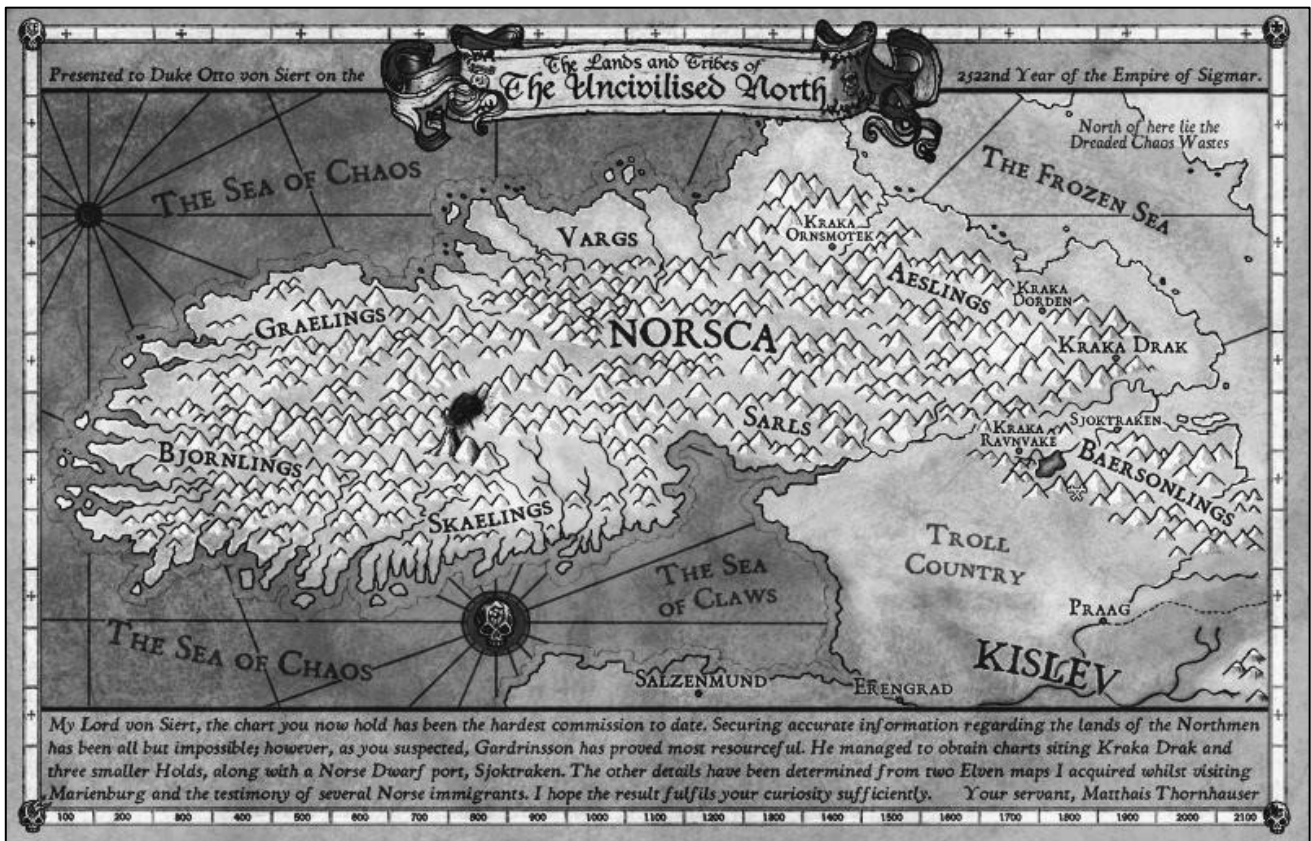 The Lands and Tribes of
The Uncivilised North
Presented to Duke Otto von Siert on the
2522nd Year of the Empire of Sigmar.
North of here lie the
Dreaded Chaos Wastes
The Sea of Chaos
The Frozen Sea
Vargs
Kraka
Ornsmotek
Aeslings
Kraka
Dorden
Graelings
Norsca
Kraka Drak
Sarls
Sjoktraken
Kraka
Ravnvake
Baersonlings
Bjornlings
Skaelings
Troll
Country
The Sea
of Claws
Praag
The Sea of Chaos
Kislev
Salzenmund
Erengrad
My Lord von Siert, the chart you now hold has been the hardest commission to date. Securing accurate information regarding the lands of the Northmen
has been all but impossible; however, as you suspected, Gardrinsson has proved most resourceful. He managed to obtain charts siting Kraka Drak and
three smaller Holds, along with a Norse Dwarf port, Sjoktraken. The other details have been determined from two Elven maps I acquired whilst visiting
Marienburg and the testimony of several Norse immigrants. I hope the result fulfils your curiosity sufficiently. Your servant, Matthais Thornhauser
100 200 300 400 500 600 700 800 900 1000 1100 1200 1300 1400 1500 1600 1700 1800 1900 2000 2100